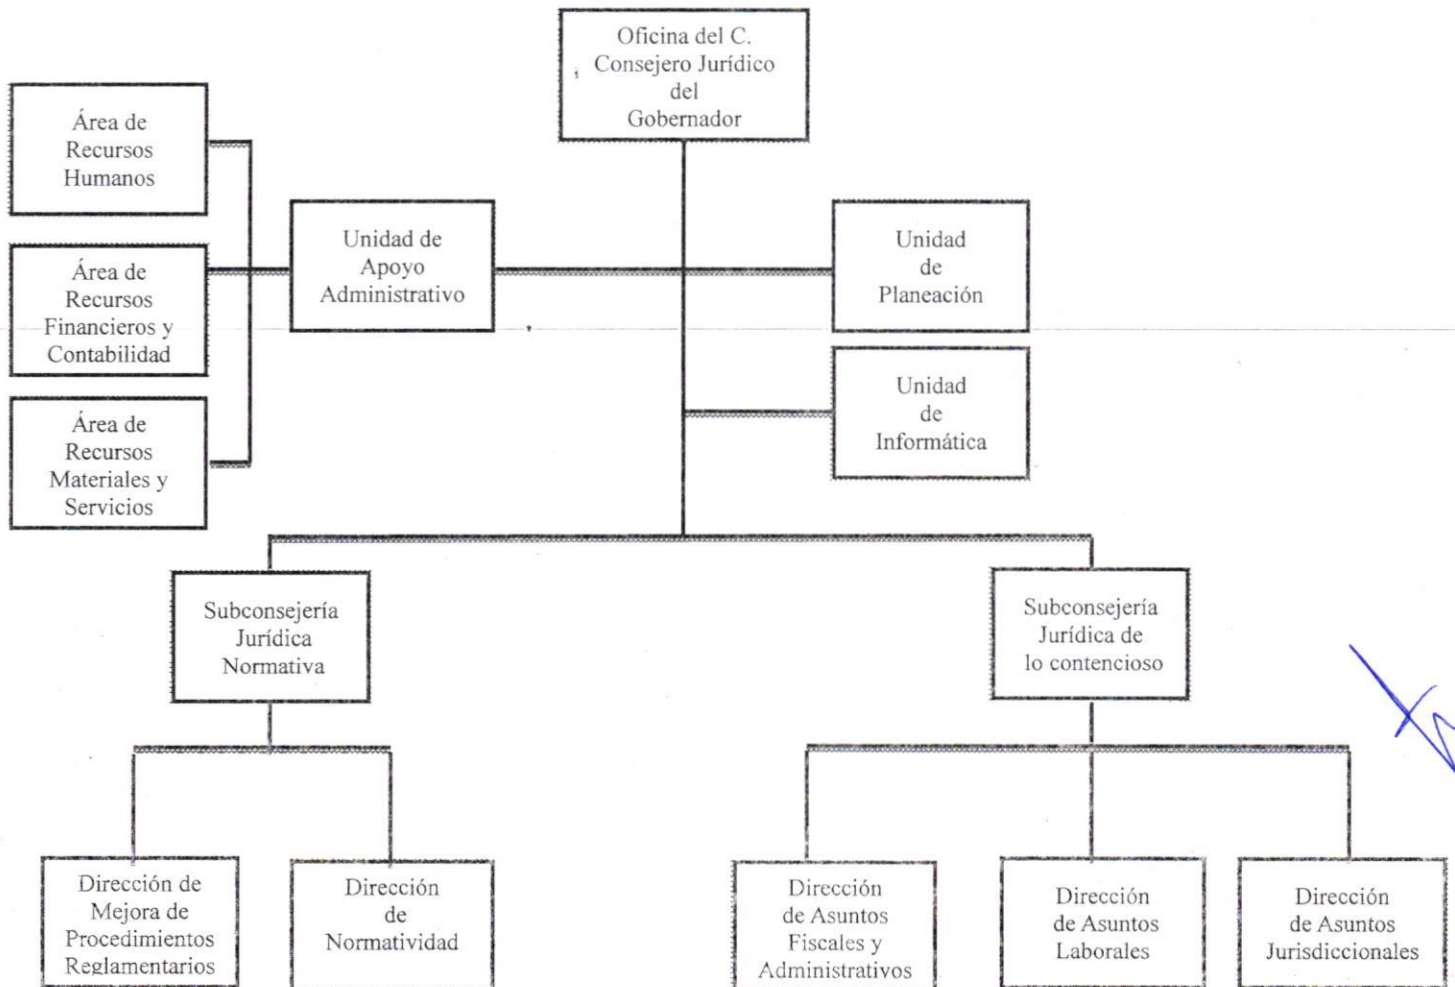 Oficina del C.
Consejero Jurídico
del
Gobernador
Área de
Recursos
Humanos
Unidad de
Apoyo
Administrativo
Unidad
de
Planeación
Área de
Recursos
Financieros y
Contabilidad
Unidad
de
Informática
Área de
Recursos
Materiales y
Servicios
Subconsejería
Jurídica
Normativa
Subconsejería
Jurídica de
lo contencioso
Dirección de
Mejora de
Procedimientos
Reglamentarios
Dirección
de
Normatividad
Dirección
de Asuntos
Fiscales y
Administrativos
Dirección
de Asuntos
Laborales
Dirección
de Asuntos
Jurisdiccionales